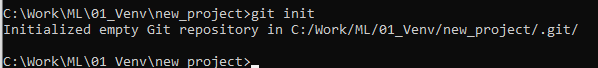 C:\Work\ML\01_Venv\new_project>git init
Initialized empty Git repository in C:/Work/ML/01_Venv/new_project/.git/
C:\Work\ML\01_Venv\new_project>